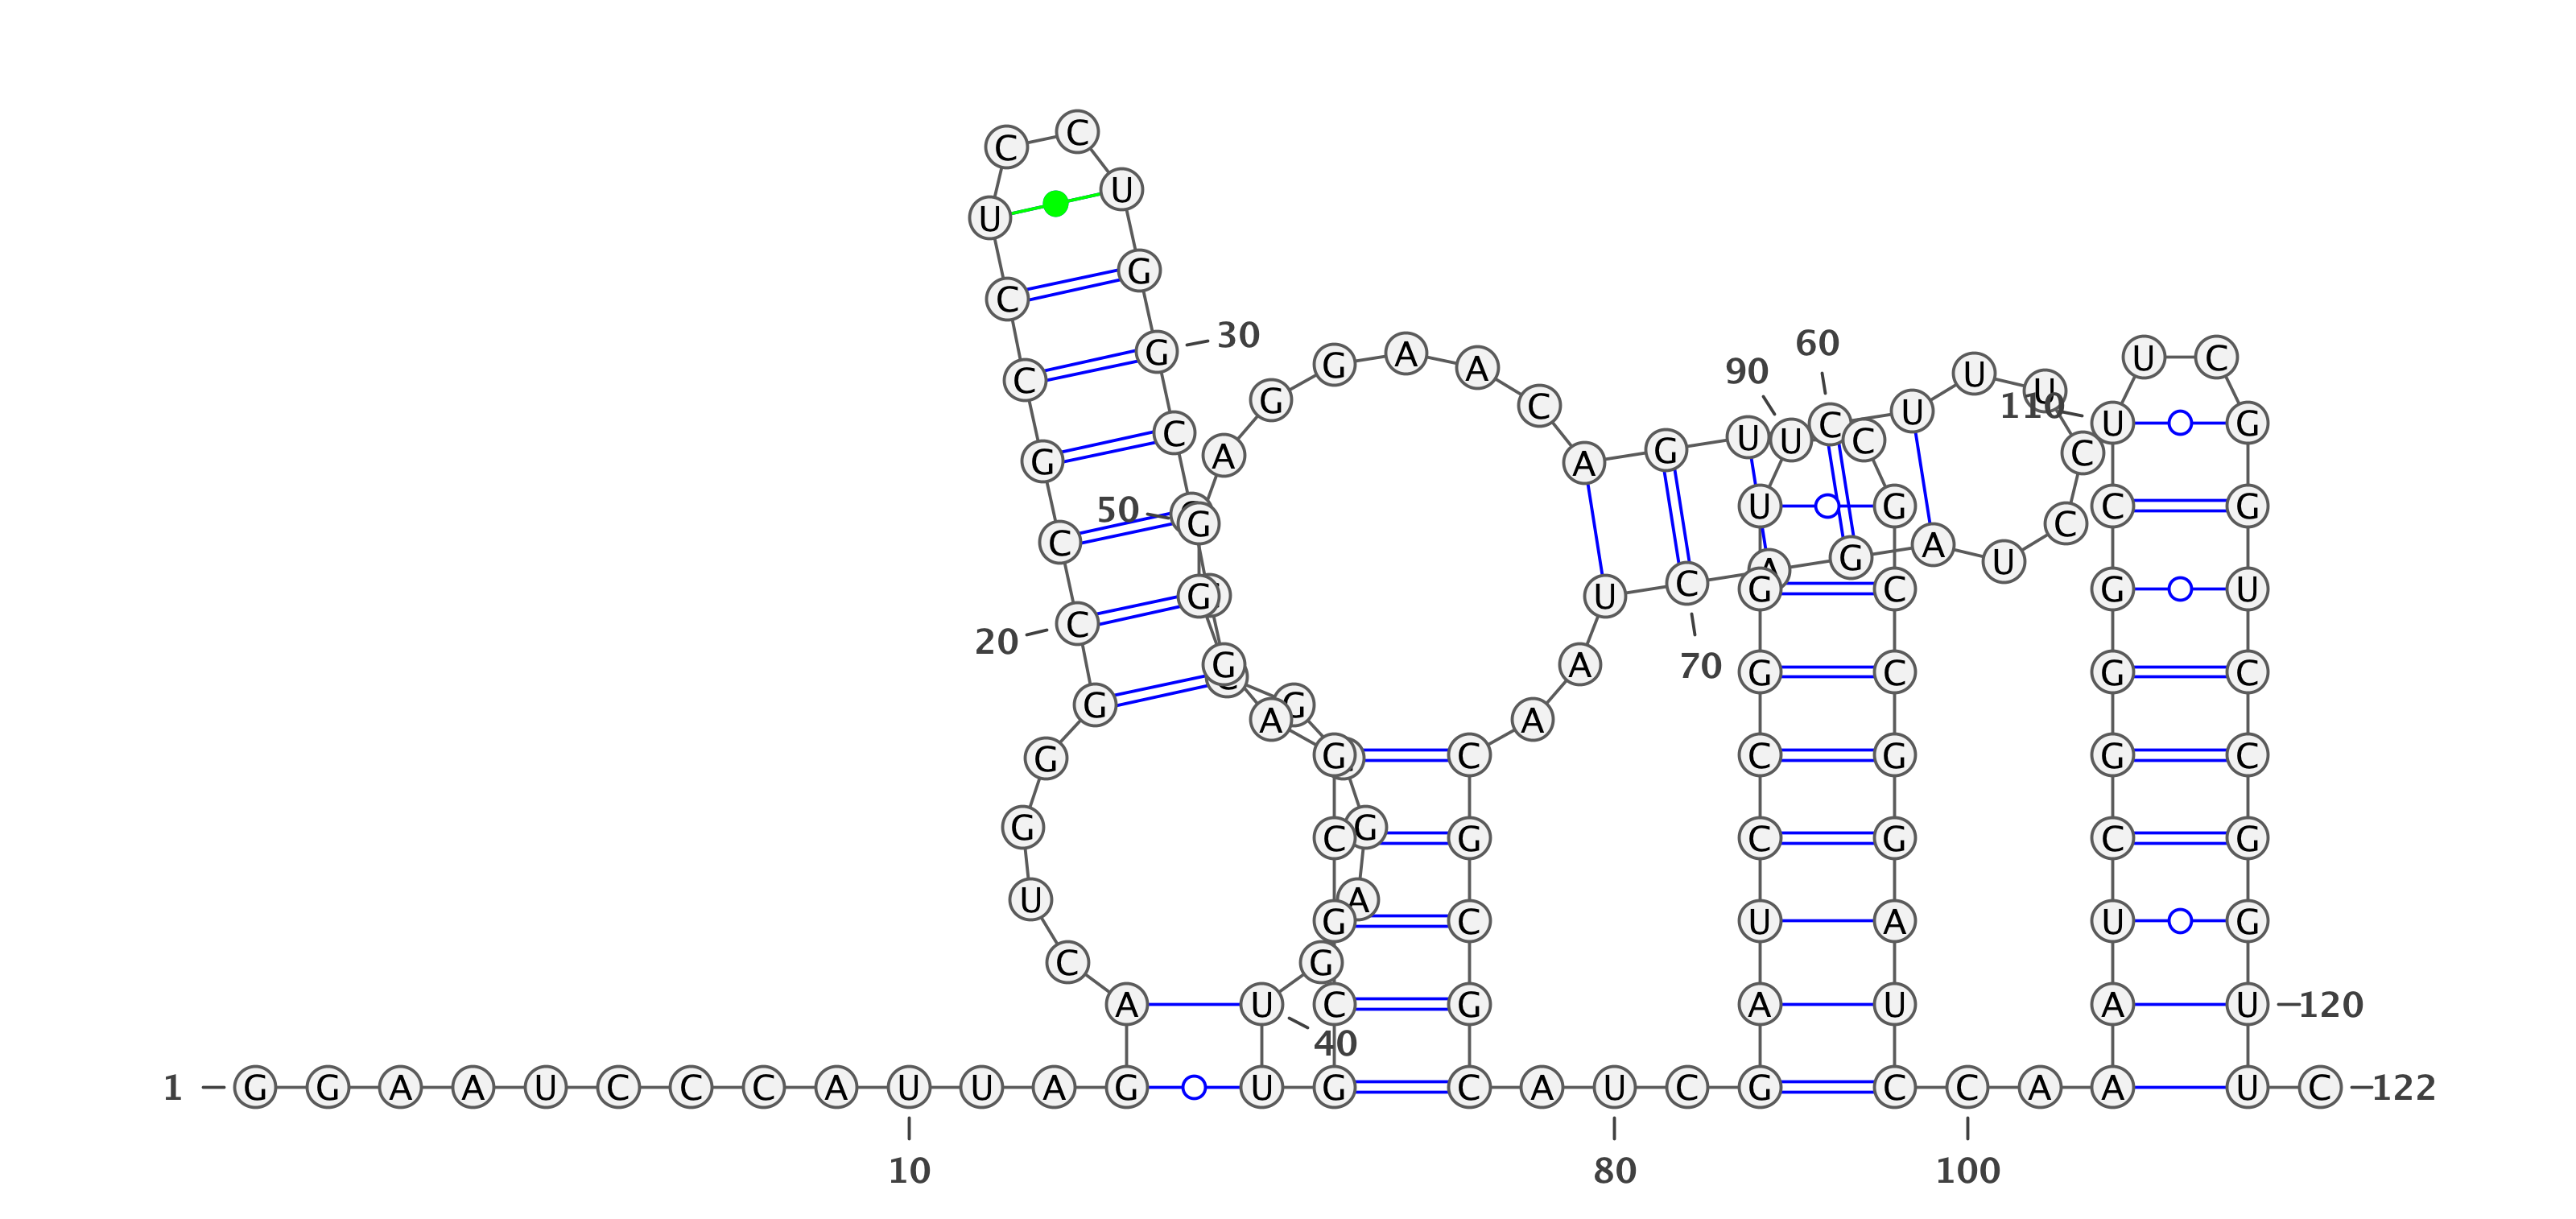 C C
U U
C G
C G 30
60
U C
G G A A C
90
U U
110
G C
A A G U U C C U U G
C
50 G
C U G C G
C
A G A U
G C G C G U
20 C G U
G C A 70 G C G C
G A G A
G G C C G G C
G C G C G C G
U A G C U A U G
C G
A U C G A U A U 120
40
1 G G A A U C C C A U U A G U G C A U C G C C A A U C 122
10 80 100